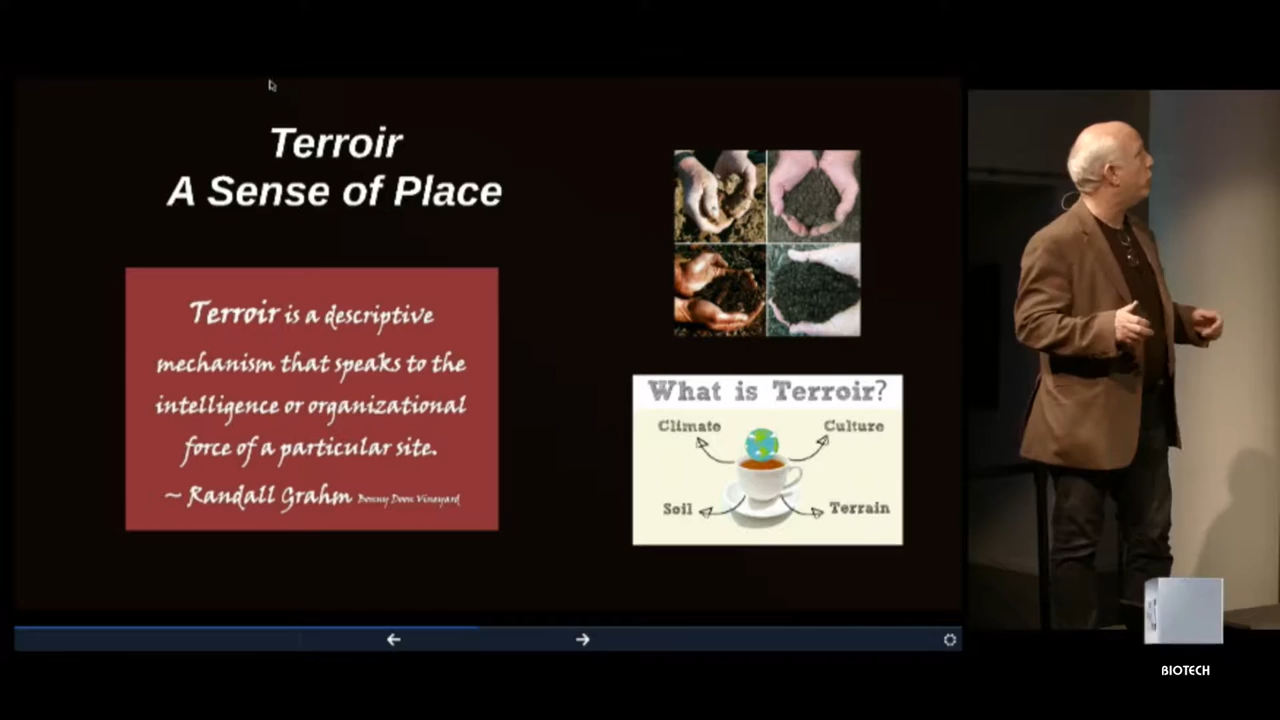 Terroir
A Sense of Place
Terroir is a descriptive
mechanism that speaks to the
intelligence or organizational
force of a particular site.
~ Randall Grahm Bonny Doon Vineyard
What is Terroir?
Climate
Culture
Soil
Terrain
BIOTECH